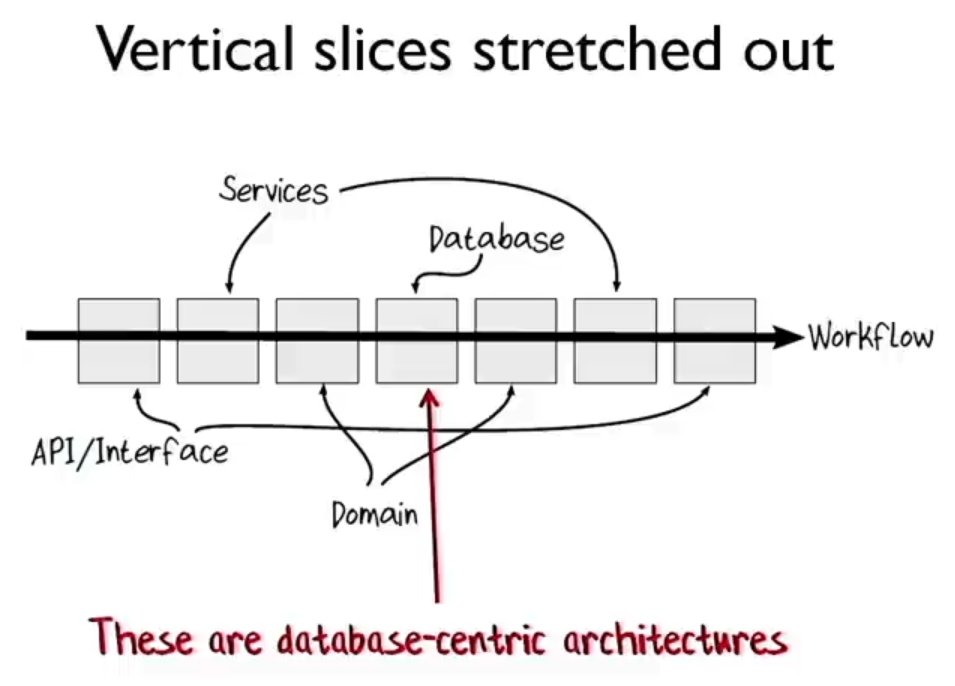 Vertical slices stretched out
Services
Database
Workflow
API/Interface
Domain
These are database-centric architectures